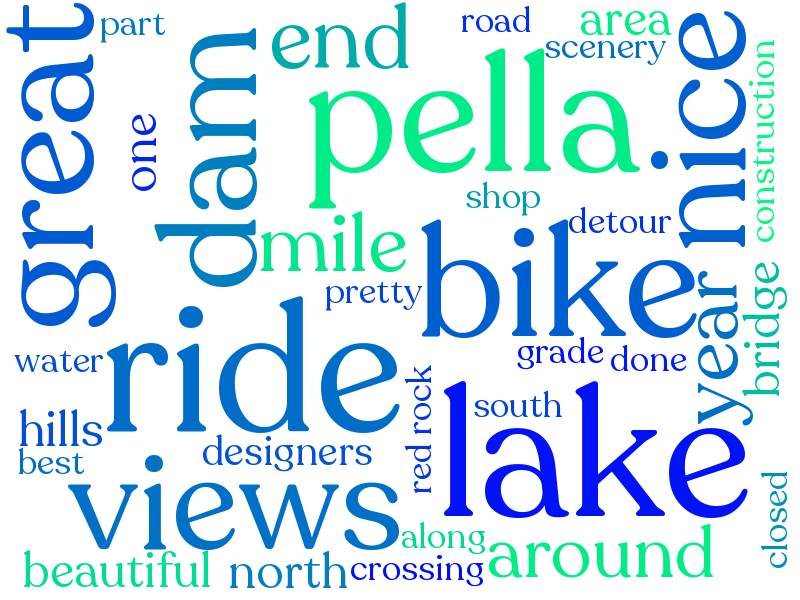 great
part
one
dam
end
road
area
scenery
nice
construction
pella
shop
detour
mile
bike
pretty
year
bridge
ride
water
grade
done
red rock
lake
south
hills
best
designers
views
closed
along
around
beautiful
north
crossing